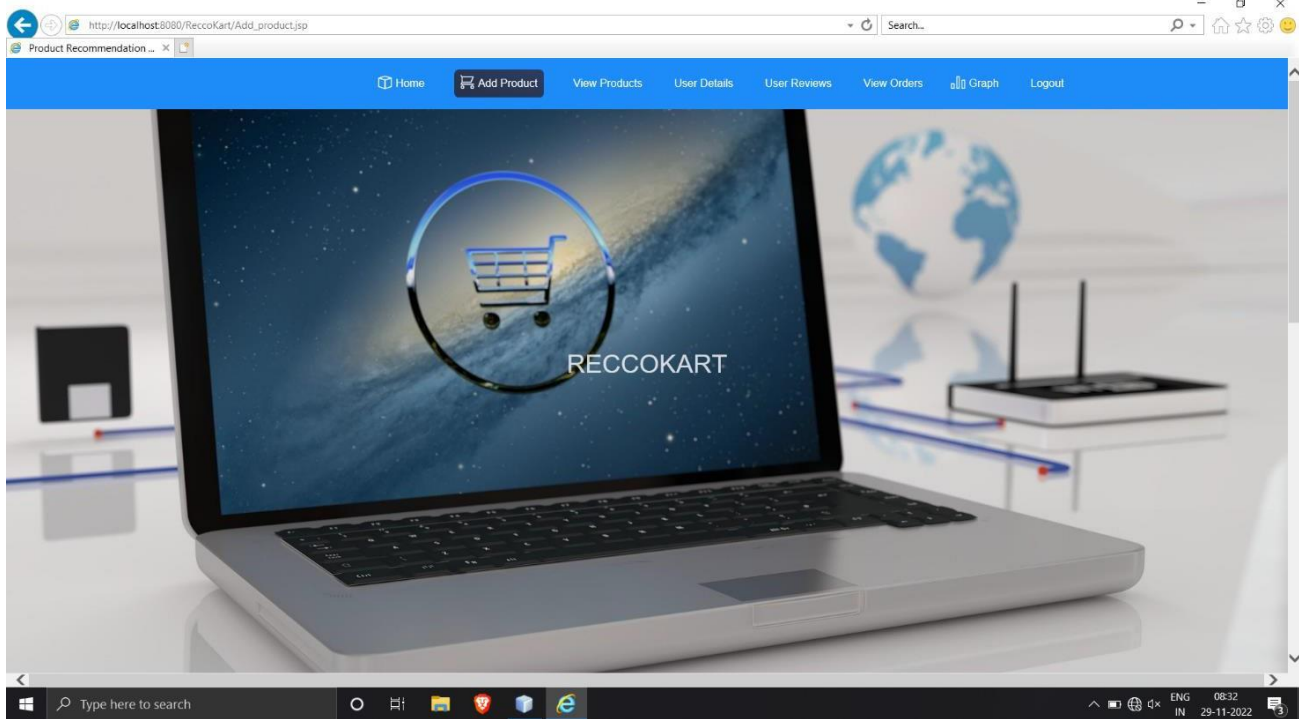 http://localhost:8080/ReccoKart/Add_product.jsp
Search...
Product Recommendation ...
Home Add Product View Products User Details User Reviews View Orders Graph Logout
RECCOKART
Type here to search
ENG
IN
08:32
29-11-2022
3